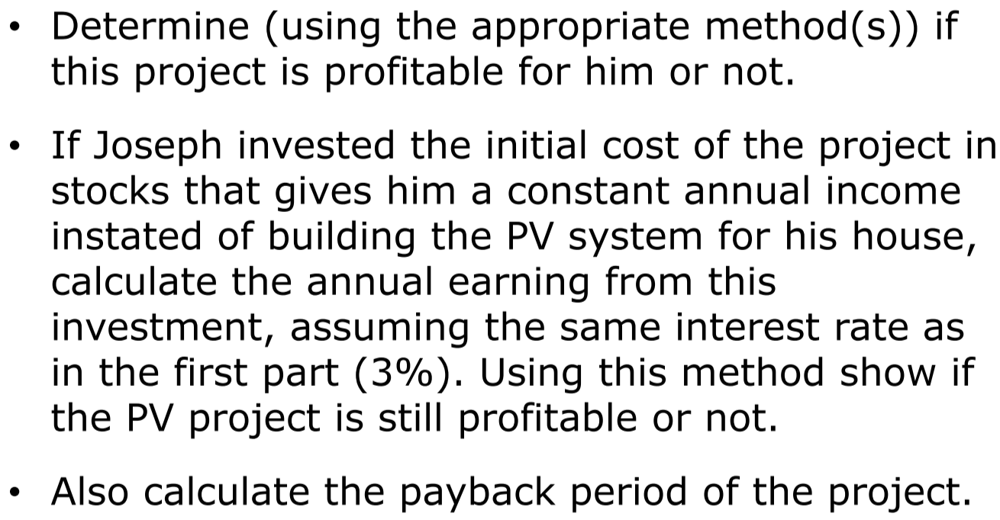 • Determine (using the appropriate method(s)) if
this project is profitable for him or not.
• If Joseph invested the initial cost of the project in
stocks that gives him a constant annual income
instated of building the PV system for his house,
calculate the annual earning from this
investment, assuming the same interest rate as
in the first part (3%). Using this method show if
the PV project is still profitable or not.
• Also calculate the payback period of the project.